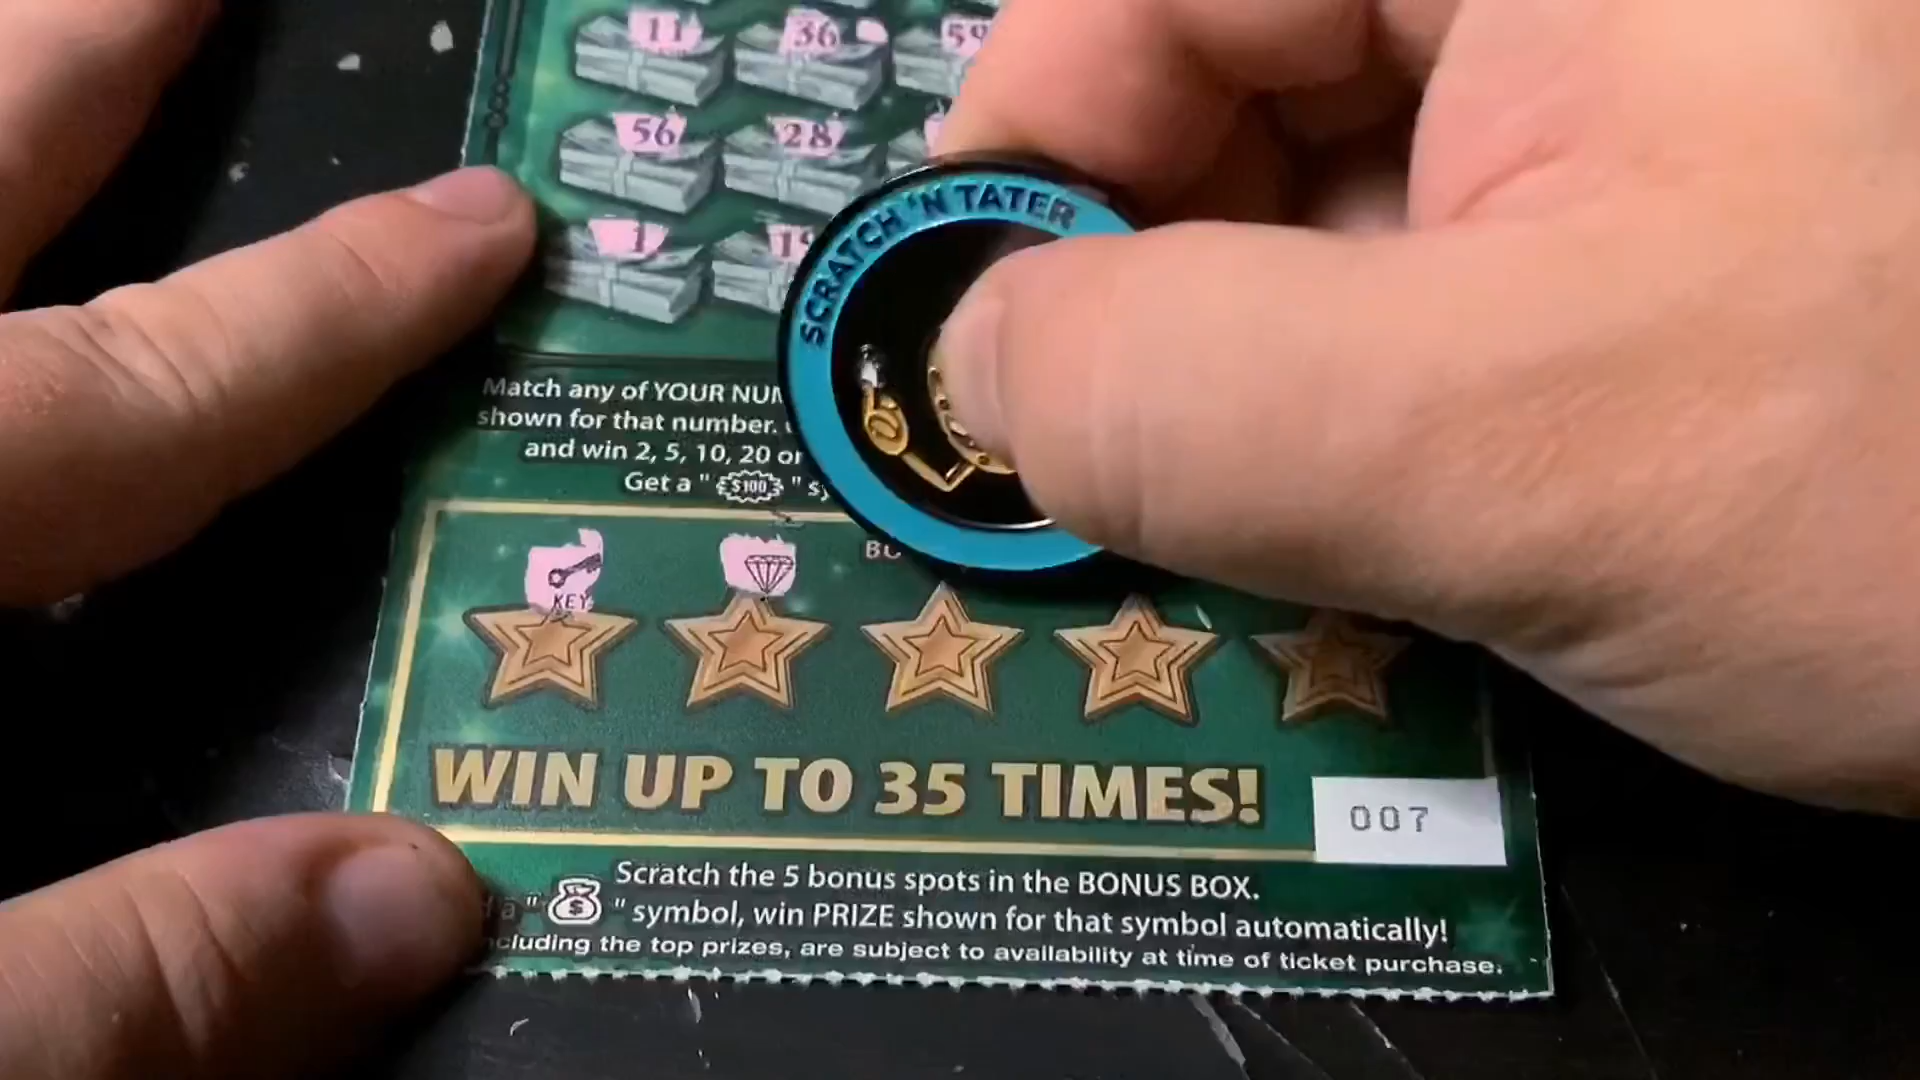 11 36 59
56 28
1
SCRATCH 'N TATER
Match any of YOUR
shown for that number.
and win 2, 5, 10, 20 or
Get a " $100 "
KEY
WIN UP TO 35 TIMES!
007
Scratch the 5 bonus spots in the BONUS BOX.
a " $ " symbol, win PRIZE shown for that symbol automatically!
including the top prizes, are subject to availability at time of ticket purchase.